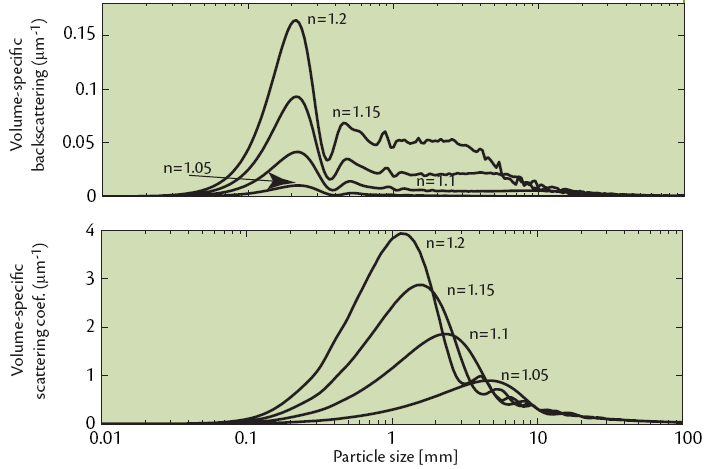 Volume-specific
backscattering (µm-1)
0.15
0.1
0.05
0
n=1.2
n=1.15
n=1.05
n=1.1
Volume-specific
scattering coef. (µm-1)
4
3
2
1
0
n=1.2
n=1.15
n=1.1
n=1.05
0.01 0.1 1 10 100
Particle size [mm]